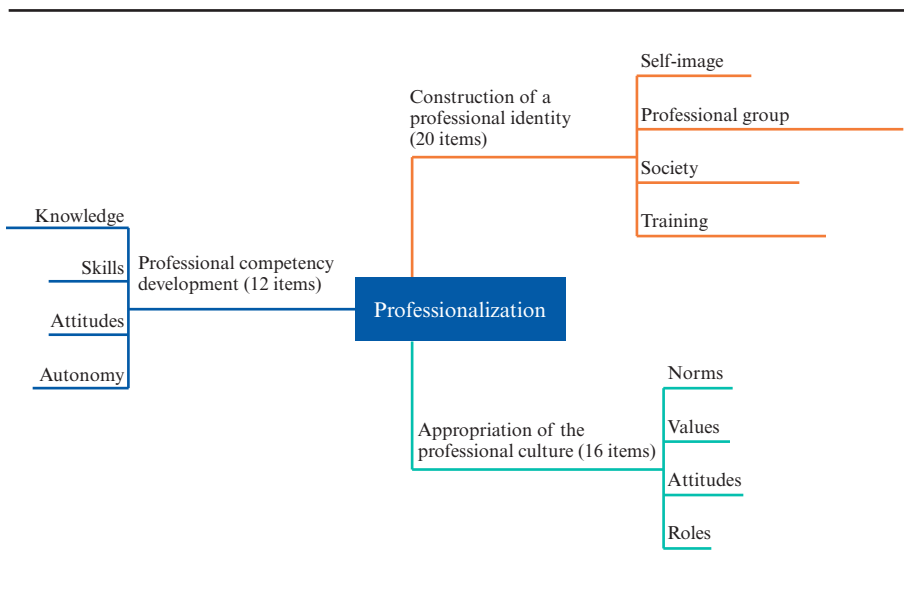 Self-image
Construction of a
professional identity
(20 items)
Professional group
Society
Training
Knowledge
Skills
Attitudes
Autonomy
Professional competency
development (12 items)
Professionalization
Appropriation of the
professional culture (16 items)
Norms
Values
Attitudes
Roles